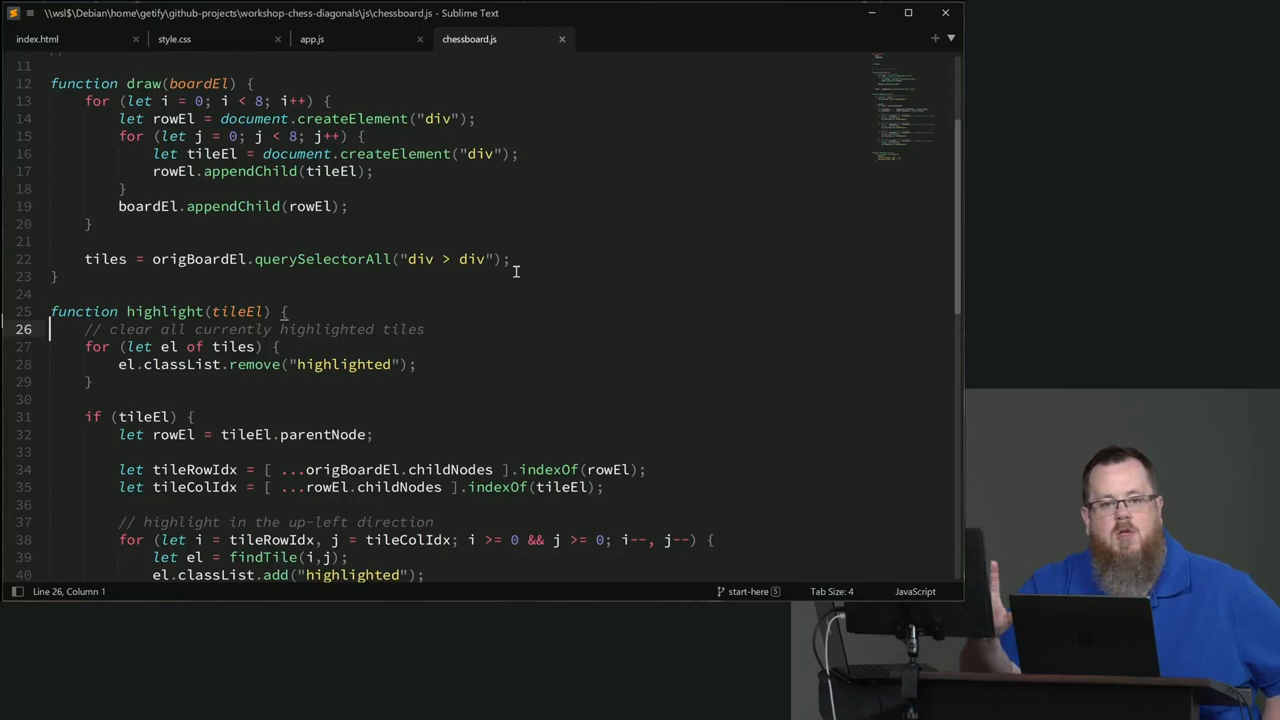 \\wsl$\Debian\home\getify\github-projects\workshop-chess-diagonals\js\chessboard.js - Sublime Text
index.html style.css app.js chessboard.js
11
12 function draw(boardEl) {
13 for (let i = 0; i < 8; i++) {
14 let rowEl = document.createElement("div");
15 for (let j = 0; j < 8; j++) {
16 let tileEl = document.createElement("div");
17 rowEl.appendChild(tileEl);
18 }
19 boardEl.appendChild(rowEl);
20 }
21
22 tiles = origBoardEl.querySelectorAll("div > div");
23 }
24
25 function highlight(tileEl) {
26 // clear all currently highlighted tiles
27 for (let el of tiles) {
28 el.classList.remove("highlighted");
29 }
30
31 if (tileEl) {
32 let rowEl = tileEl.parentNode;
33
34 let tileRowIdx = [ ...origBoardEl.childNodes ].indexOf(rowEl);
35 let tileColIdx = [ ...rowEl.childNodes ].indexOf(tileEl);
36
37 // highlight in the up-left direction
38 for (let i = tileRowIdx, j = tileColIdx; i >= 0 && j >= 0; i--, j--) {
39 let el = findTile(i,j);
40 el.classList.add("highlighted");
Line 26, Column 1 start-here 5 Tab Size: 4 JavaScript